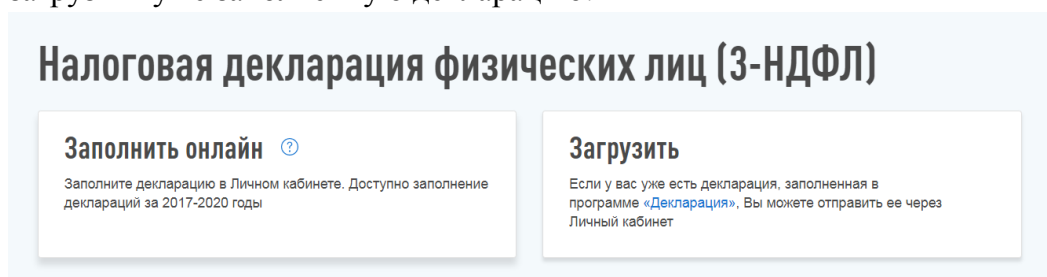 Налоговая декларация физических лиц (3-НДФЛ)
Заполнить онлайн ?
Заполните декларацию в Личном кабинете. Доступно заполнение
деклараций за 2017-2020 годы
Загрузить
Если у вас уже есть декларация, заполненная в
программе «Декларация», Вы можете отправить ее через
Личный кабинет